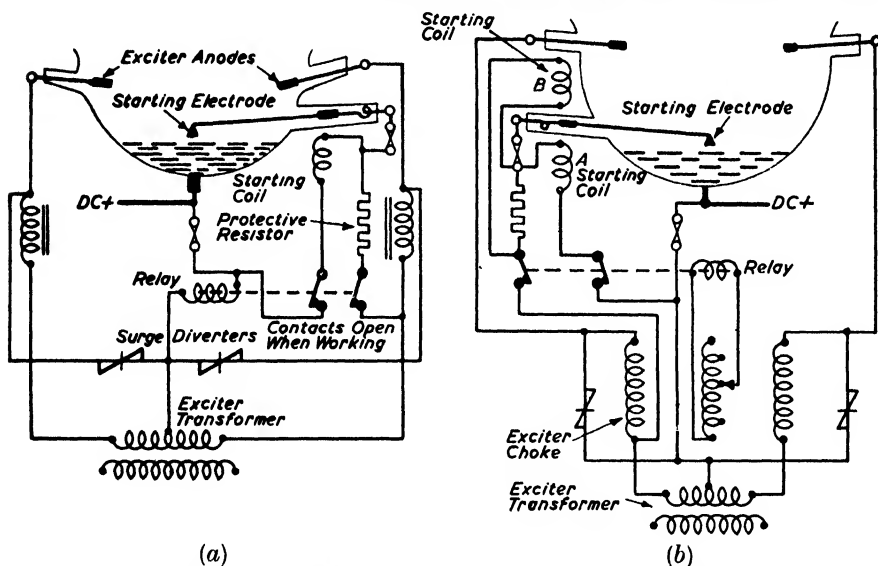 Exciter Anodes
Starting Electrode
Starting
Coil
DC+
Protective
Resistor
Relay
Contacts Open
When Working
Surge Diverters
Exciter
Transformer
(a)
Starting
Coil
B
Starting Electrode
A
Starting
Coil
DC+
Relay
Exciter
Choke
Exciter
Transformer
(b)